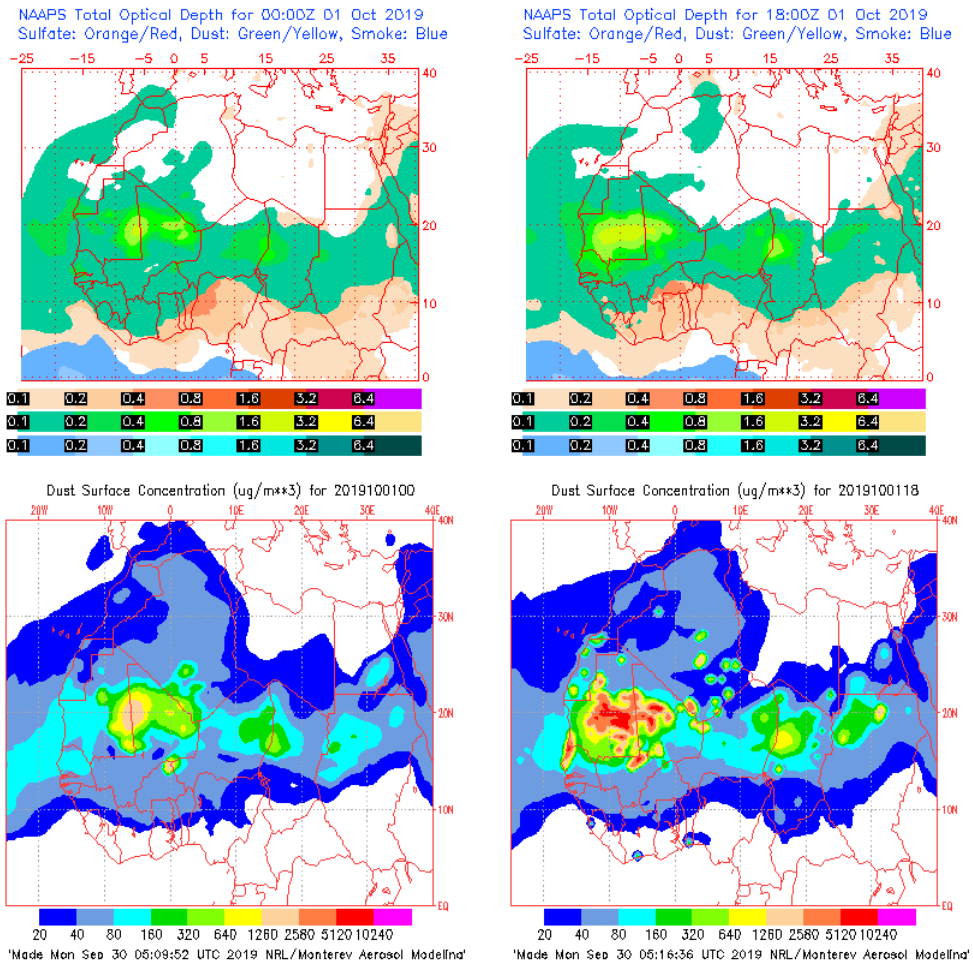 NAAPS Total Optical Depth for 00:00Z 01 Oct 2019
Sulfate: Orange/Red, Dust: Green/Yellow, Smoke: Blue
-25 -15 -5 0 5 15 25 40
40
30
20
10
0
0.1 0.2 0.4 0.8 1.6 3.2 6.4
0.1 0.2 0.4 0.8 1.6 3.2 6.4
0.1 0.2 0.4 0.8 1.6 3.2 6.4
NAAPS Total Optical Depth for 18:00Z 01 Oct 2019
Sulfate: Orange/Red, Dust: Green/Yellow, Smoke: Blue
-25 -15 -5 0 5 15 25 40
40
30
20
10
0
0.1 0.2 0.4 0.8 1.6 3.2 6.4
0.1 0.2 0.4 0.8 1.6 3.2 6.4
0.1 0.2 0.4 0.8 1.6 3.2 6.4
Dust Surface Concentration (ug/m**3) for 2019100100
20W 10W 0 10E 20E 30E 40E
40N
30N
20N
10N
EQ
20 40 80 160 320 640 1260 2580 5120 10240
'Made Mon Sep 30 05:09:52 UTC 2019 NRL/Monterey Aerosol Modeling'
Dust Surface Concentration (ug/m**3) for 2019100118
20W 10W 0 10E 20E 30E 40E
40N
30N
20N
10N
EQ
20 40 80 160 320 640 1260 2580 5120 10240
'Made Mon Sep 30 05:16:36 UTC 2019 NRL/Monterey Aerosol Modeling'